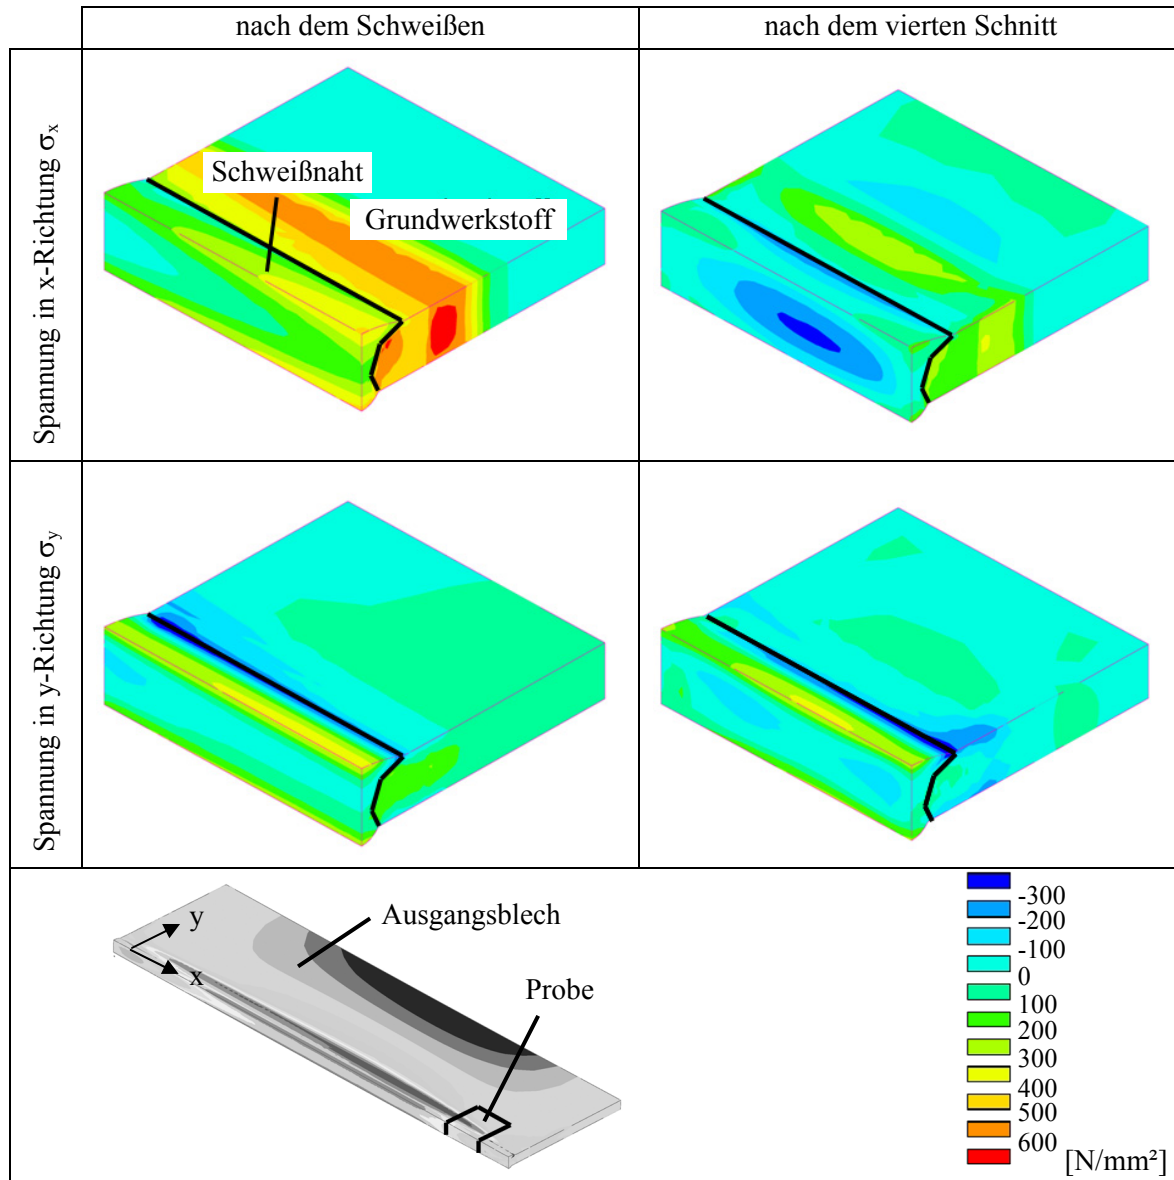 nach dem Schweißen
nach dem vierten Schnitt
Spannung in x-Richtung σx
Schweißnaht
Grundwerkstoff
Spannung in y-Richtung σy
y
x
Ausgangsblech
Probe
-300
-200
-100
0
100
200
300
400
500
600
[N/mm²]